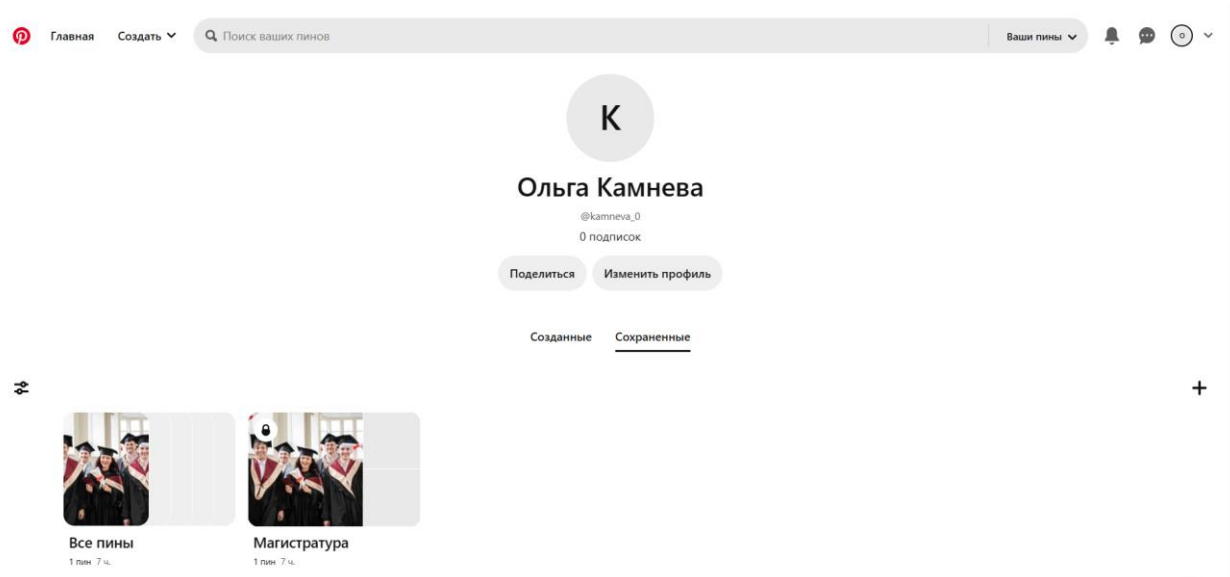 Главная Создать Поиск ваших пинов Ваши пины о
К
Ольга Камнева
@kamneva_0
0 подписок
Поделиться Изменить профиль
Созданные Сохраненные
Все пины Магистратура
1 пин 7 ч. 1 пин 7 ч.